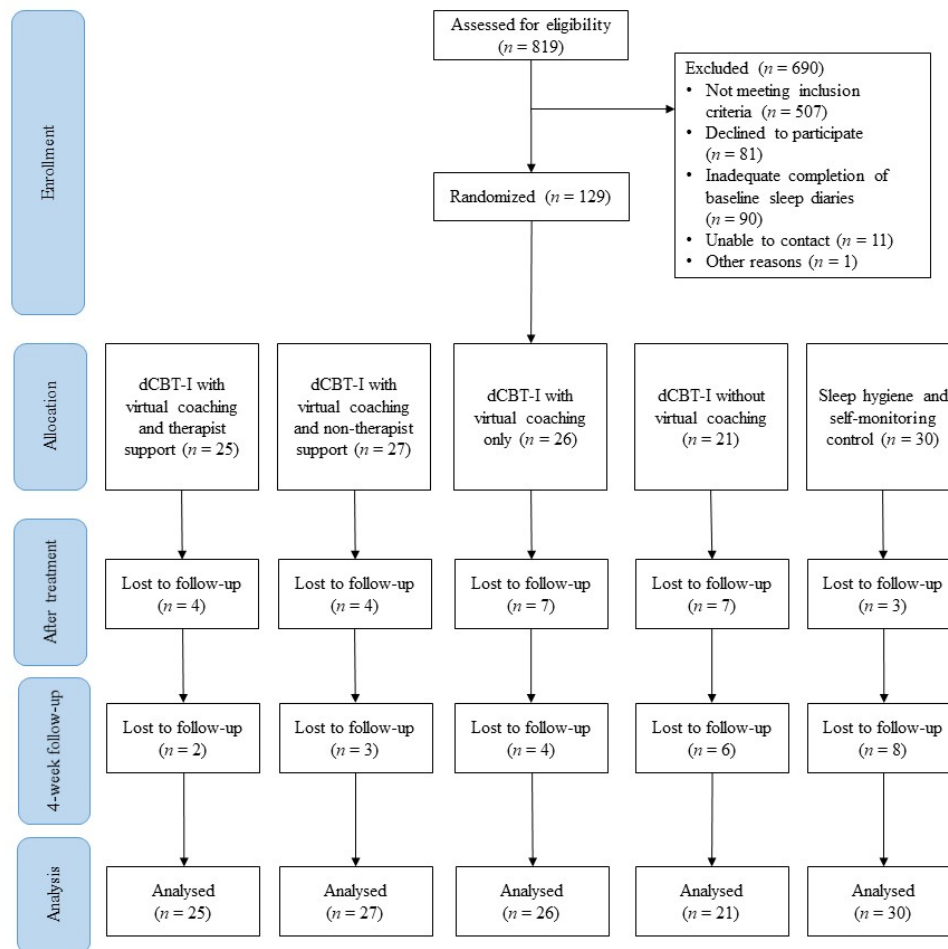 Assessed for eligibility
(n = 819)
Excluded (n = 690)
• Not meeting inclusion
criteria (n = 507)
• Declined to participate
(n = 81)
• Inadequate completion of
baseline sleep diaries
(n = 90)
• Unable to contact (n = 11)
• Other reasons (n = 1)
Enrollment
Randomized (n = 129)
Allocation
dCBT-I with
virtual coaching
and therapist
support (n = 25)
dCBT-I with
virtual coaching
and non-therapist
support (n = 27)
dCBT-I with
virtual coaching
only (n = 26)
dCBT-I without
virtual coaching
(n = 21)
Sleep hygiene and
self-monitoring
control (n = 30)
After treatment
Lost to follow-up
(n = 4)
Lost to follow-up
(n = 4)
Lost to follow-up
(n = 7)
Lost to follow-up
(n = 7)
Lost to follow-up
(n = 3)
4-week follow-up
Lost to follow-up
(n = 2)
Lost to follow-up
(n = 3)
Lost to follow-up
(n = 4)
Lost to follow-up
(n = 6)
Lost to follow-up
(n = 8)
Analysis
Analysed
(n = 25)
Analysed
(n = 27)
Analysed
(n = 26)
Analysed
(n = 21)
Analysed
(n = 30)